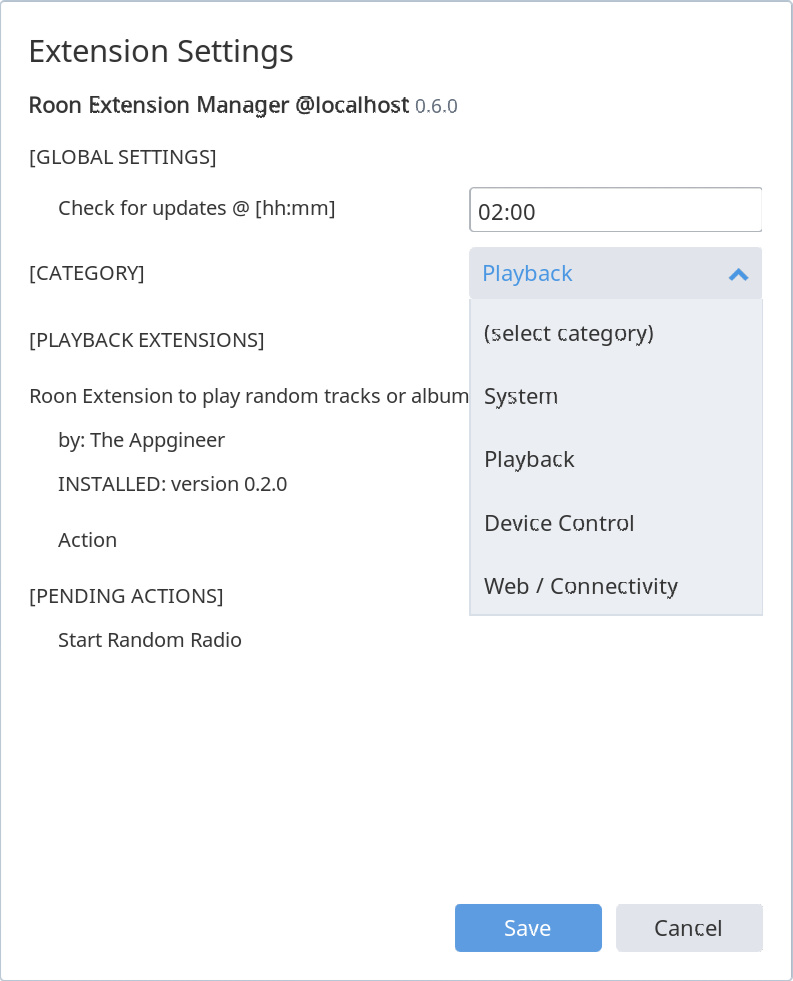 Extension Settings
Roon Extension Manager @localhost 0.6.0
[GLOBAL SETTINGS]
Check for updates @ [hh:mm] 02:00
[CATEGORY] Playback
(select category)
[PLAYBACK EXTENSIONS]
Roon Extension to play random tracks or album
System
by: The Appgineer
Playback
INSTALLED: version 0.2.0
Device Control
Action
Web / Connectivity
[PENDING ACTIONS]
Start Random Radio
Save Cancel